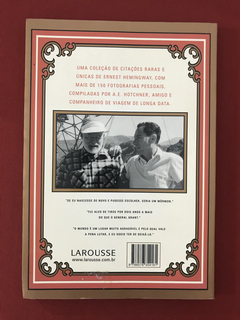 UMA COLEÇÃO DE CITAÇÕES RARAS E
ÚNICAS DE ERNEST HEMINGWAY, COM
MAIS DE 100 FOTOGRAFIAS PESSOAIS,
COMPILADAS POR A.E. HOTCHNER, AMIGO E
COMPANHEIRO DE VIAGEM DE LONGA DATA.
"SE EU NASCESSE DE NOVO E PUDESSE ESCOLHER, SERIA UM MÓRMON."
"FUI ALVO DE TIROS POR DOIS ANOS A MAIS
DO QUE O GENERAL GRANT."
"O MUNDO É UM LUGAR MUITO AGRADÁVEL E PELO QUAL VALE
A PENA LUTAR, E EU ODEIO TER DE DEIXÁ-LO."
LAROUSSE
www.larousse.com.br